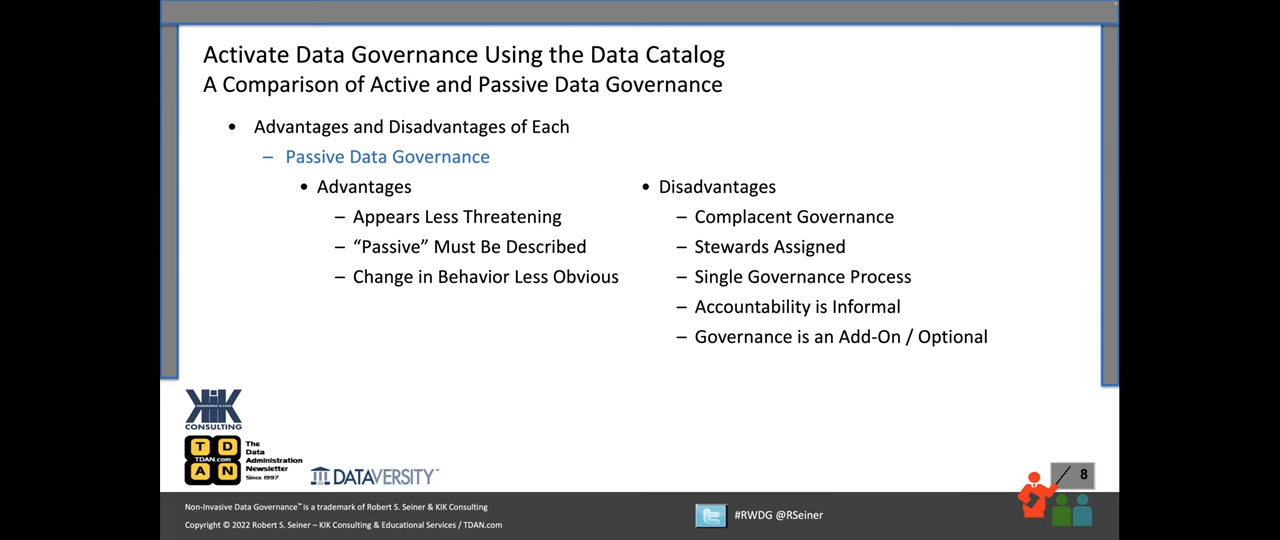 Activate Data Governance Using the Data Catalog
A Comparison of Active and Passive Data Governance
• Advantages and Disadvantages of Each
– Passive Data Governance
• Advantages
– Appears Less Threatening
– “Passive” Must Be Described
– Change in Behavior Less Obvious
• Disadvantages
– Complacent Governance
– Stewards Assigned
– Single Governance Process
– Accountability is Informal
– Governance is an Add-On / Optional
KIK
CONSULTING
T D
TDAN.com
A N
The
Data
Administration
Newsletter
Since 1997
DATAVERSITY™
8
Non-Invasive Data Governance™ is a trademark of Robert S. Seiner & KIK Consulting
Copyright © 2022 Robert S. Seiner – KIK Consulting & Educational Services / TDAN.com
#RWDG @RSeiner